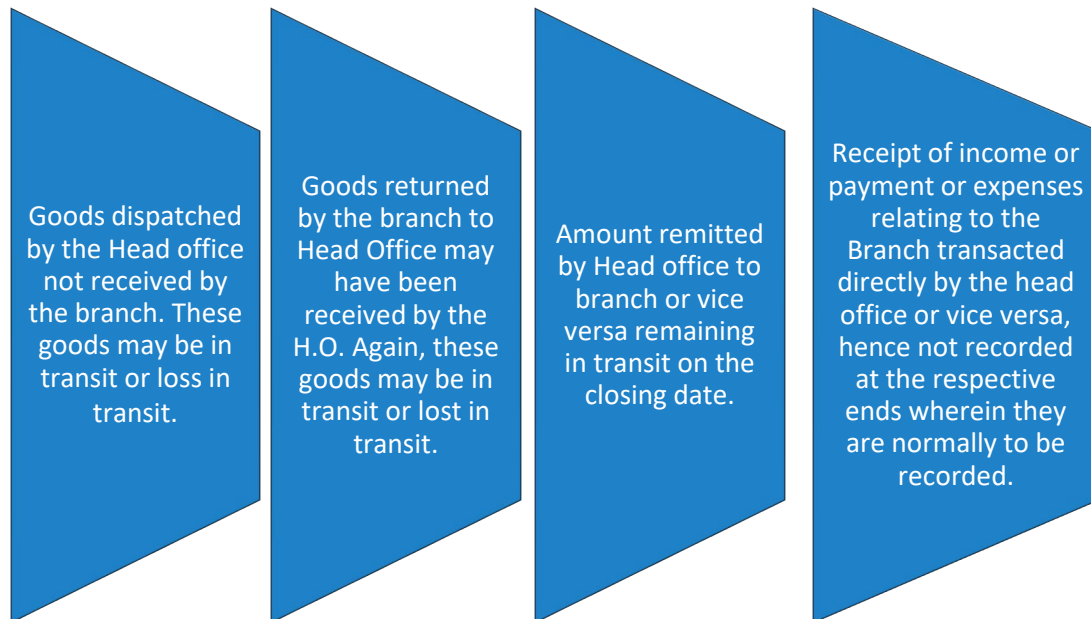 Goods dispatched
by the Head office
not received by
the branch. These
goods may be in
transit or loss in
transit.
Goods returned
by the branch to
Head Office may
have been
received by the
H.O. Again, these
goods may be in
transit or lost in
transit.
Amount remitted
by Head office to
branch or vice
versa remaining
in transit on the
closing date.
Receipt of income or
payment or expenses
relating to the
Branch transacted
directly by the head
office or vice versa,
hence not recorded
at the respective
ends wherein they
are normally to be
recorded.